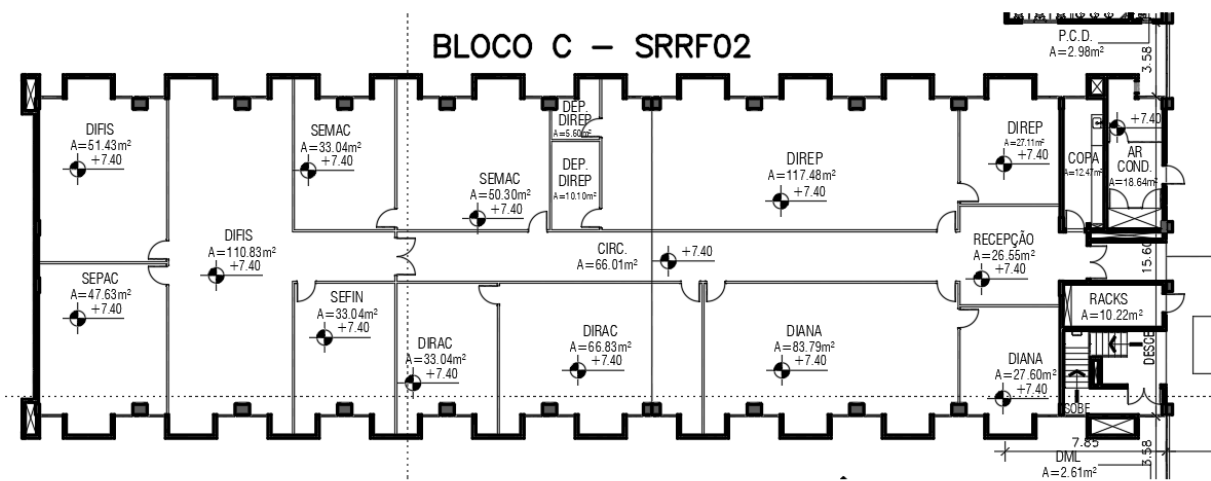 BLOCO C – SRRF02
P.C.D.
A=2.98m²
3.58
DIFIS
A=51.43m²
+7.40
SEMAC
A=33.04m²
+7.40
DEP.
DIREP
A=5.60m²
DEP.
DIREP
A=10.10m²
SEMAC
A=50.30m²
+7.40
DIREP
A=117.48m²
+7.40
DIREP
A=27.11m²
+7.40
COPA
A=12.47m²
+7.40
AR
COND.
A=18.64m²
DIFIS
A=110.83m²
+7.40
CIRC.
A=66.01m²
+7.40
RECEPÇÃO
A=26.55m²
+7.40
15.60
SEPAC
A=47.63m²
+7.40
SEFIN
A=33.04m²
+7.40
DIRAC
A=33.04m²
+7.40
DIRAC
A=66.83m²
+7.40
DIANA
A=83.79m²
+7.40
RACKS
A=10.22m²
DIANA
A=27.60m²
+7.40
DESCE
SOBE
7.85
3.58
DML
A=2.61m²